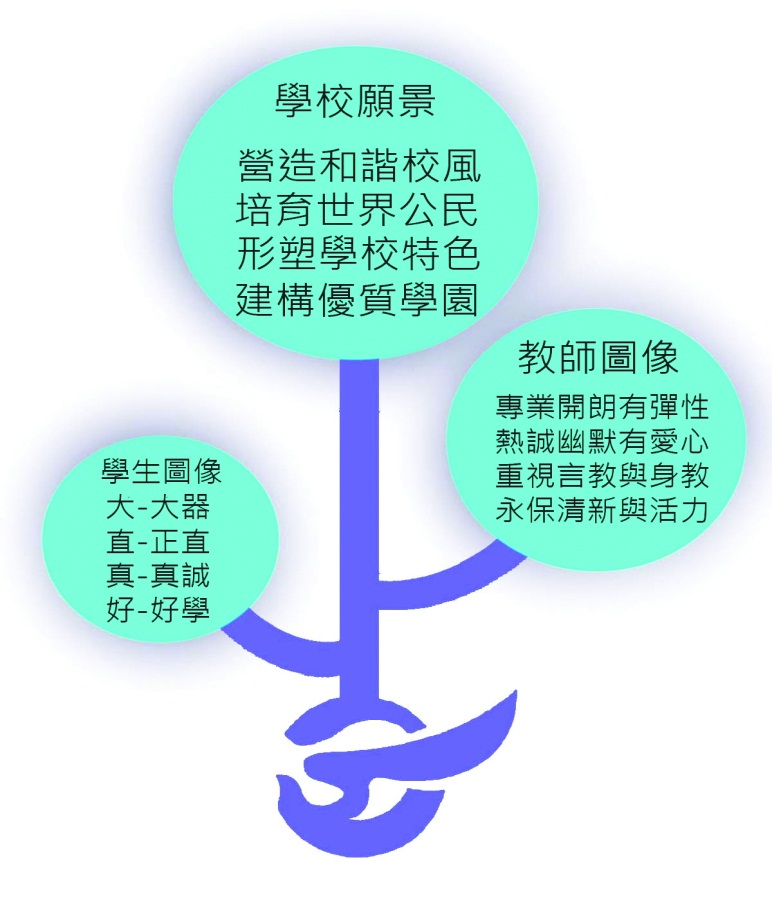 學校願景
營造和諧校風
培育世界公民
形塑學校特色
建構優質學園
教師圖像
專業開朗有彈性
熱誠幽默有愛心
重視言教與身教
永保清新與活力
學生圖像
大-大器
直-正直
真-真誠
好-好學